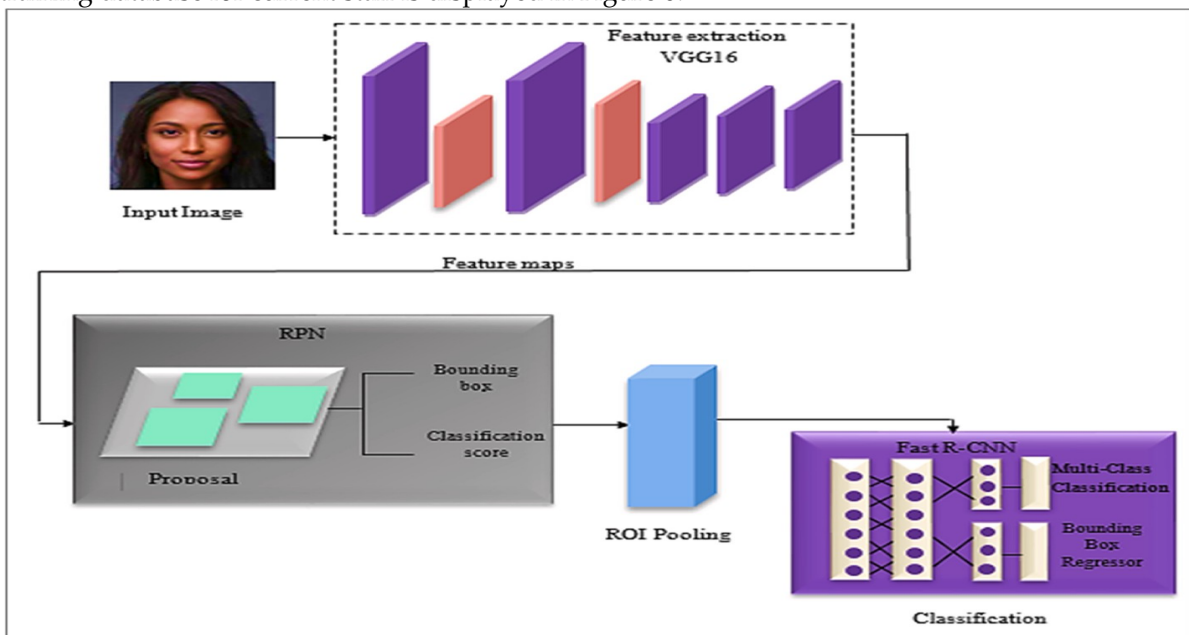 Feature extraction
VGG16
Input Image
Feature maps
RPN
Bounding
box
Classification
score
Proposal
ROI Pooling
Fast R-CNN
Multi-Class
Classification
Bounding
Box
Regressor
Classification